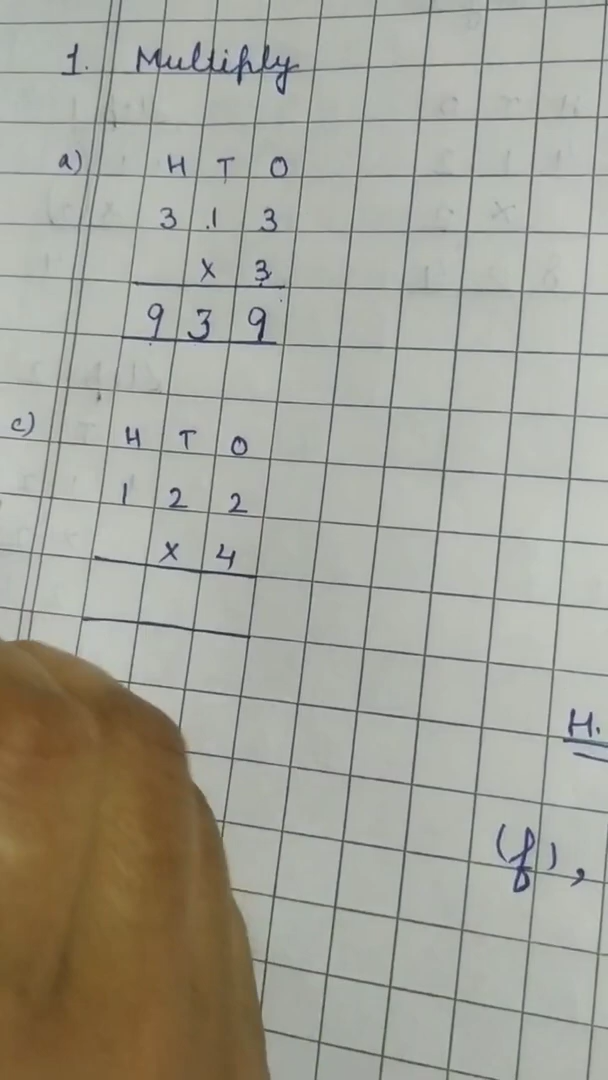 1. Multiply
a) H T O
3 1 3
x 3
9 3 9
c) H T O
1 2 2
x 4
H.
(f),